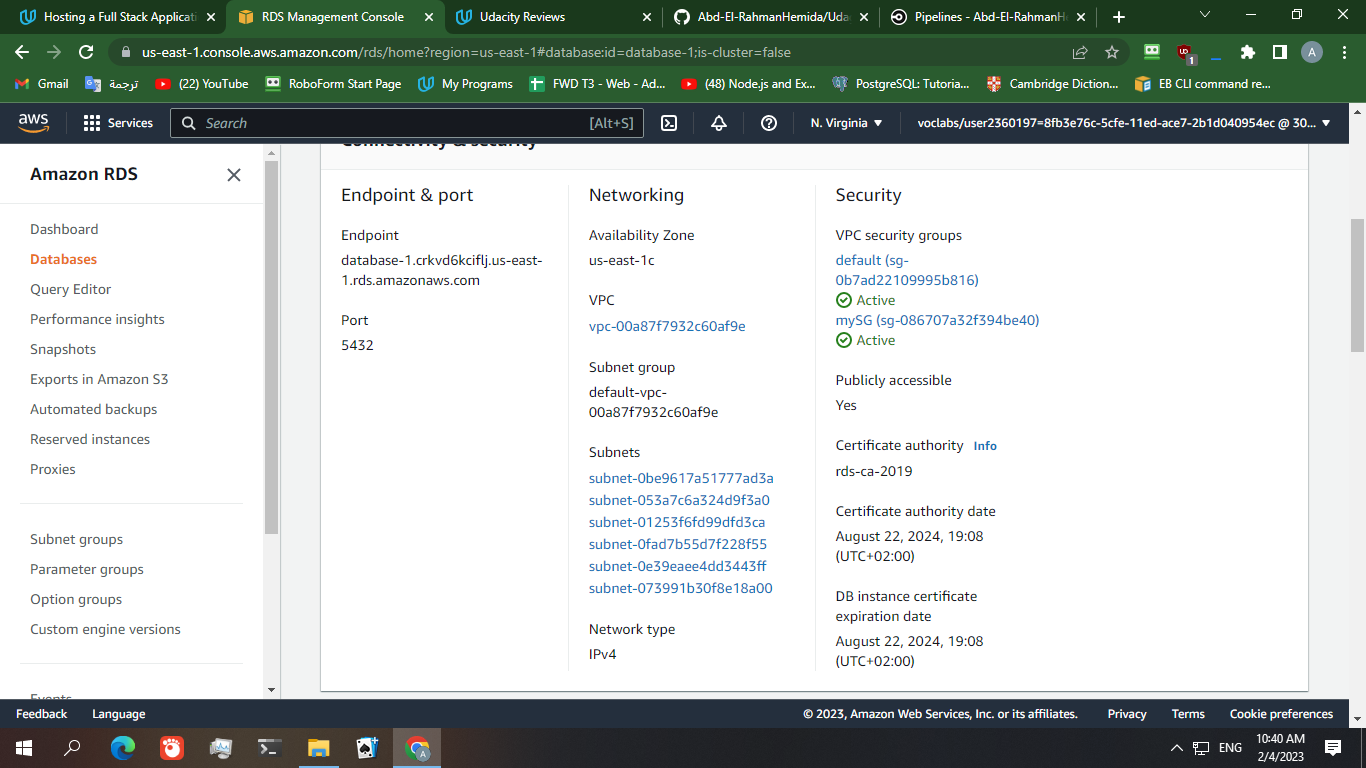 Hosting a Full Stack Applicati
RDS Management Console
Udacity Reviews
Abd-El-RahmanHemida/Uda
Pipelines - Abd-El-RahmanH
us-east-1.console.aws.amazon.com/rds/home?region=us-east-1#database:id=database-1;is-cluster=false
1
A
Gmail
ترجمة
(22) YouTube
RoboForm Start Page
My Programs
FWD T3 - Web - Ad...
(48) Node.js and Ex...
PostgreSQL: Tutoria...
Cambridge Diction...
EB CLI command re...
aws
Services
Search
[Alt+S]
N. Virginia
voclabs/user2360197=8fb3e76c-5cfe-11ed-ace7-2b1d040954ec @ 30...
Amazon RDS
Dashboard
Databases
Query Editor
Performance insights
Snapshots
Exports in Amazon S3
Automated backups
Reserved instances
Proxies
Subnet groups
Parameter groups
Option groups
Custom engine versions
Events
Connectivity & security
Endpoint & port
Endpoint
database-1.crkvd6kciflj.us-east-
1.rds.amazonaws.com
Port
5432
Networking
Availability Zone
us-east-1c
VPC
vpc-00a87f7932c60af9e
Subnet group
default-vpc-
00a87f7932c60af9e
Subnets
subnet-0be9617a51777ad3a
subnet-053a7c6a324d9f3a0
subnet-01253f6fd99dfd3ca
subnet-0fad7b55d7f228f55
subnet-0e39eaee4dd3443ff
subnet-073991b30f8e18a00
Network type
IPv4
Security
VPC security groups
default (sg-
0b7ad22109995b816)
Active
mySG (sg-086707a32f394be40)
Active
Publicly accessible
Yes
Certificate authority Info
rds-ca-2019
Certificate authority date
August 22, 2024, 19:08
(UTC+02:00)
DB instance certificate
expiration date
August 22, 2024, 19:08
(UTC+02:00)
Feedback
Language
© 2023, Amazon Web Services, Inc. or its affiliates.
Privacy
Terms
Cookie preferences
ENG
10:40 AM
2/4/2023